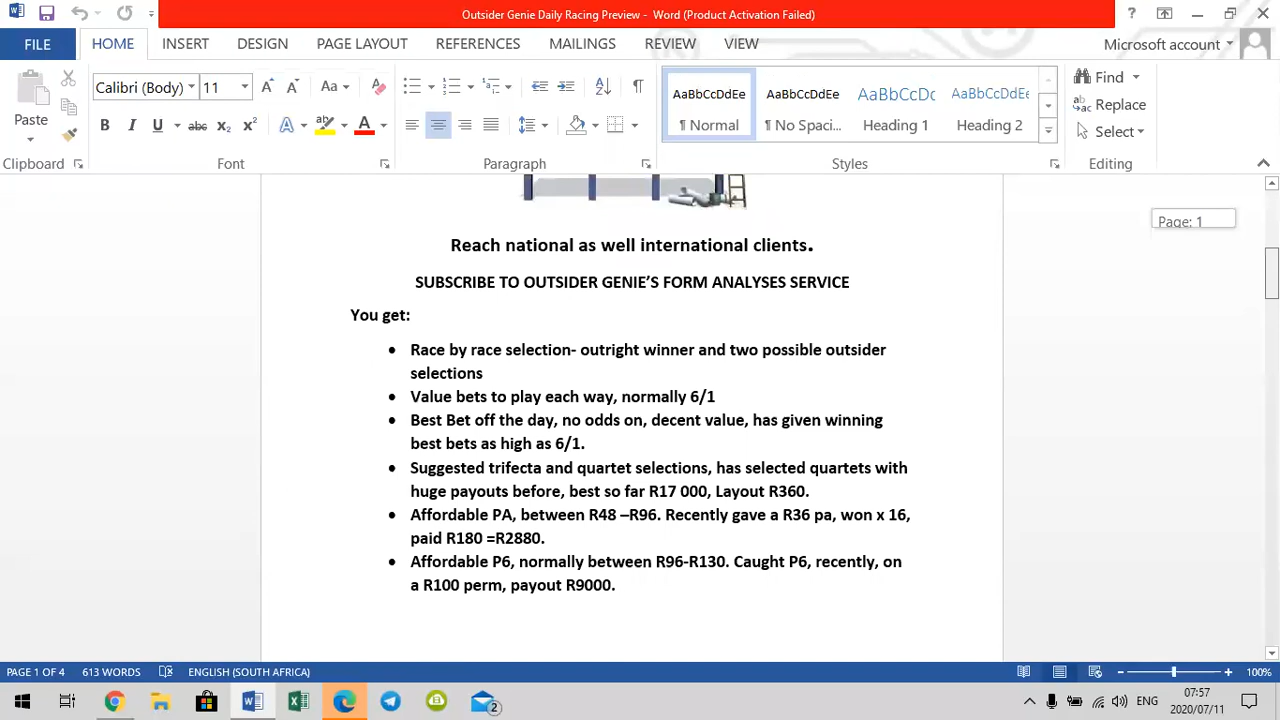 Outsider Genie Daily Racing Preview - Word (Product Activation Failed)
FILE HOME INSERT DESIGN PAGE LAYOUT REFERENCES MAILINGS REVIEW VIEW Microsoft account
Paste
Calibri (Body) 11
Aa
B I U abc x₂ x² A A
AaBbCcDdEe AaBbCcDdEe AaBbCcDc AaBbCcDdEe
¶ Normal ¶ No Spaci... Heading 1 Heading 2
Find
Replace
Select
Clipboard Font Paragraph Styles Editing
Page: 1
Reach national as well international clients.
SUBSCRIBE TO OUTSIDER GENIE’S FORM ANALYSES SERVICE
You get:
• Race by race selection- outright winner and two possible outsider
selections
• Value bets to play each way, normally 6/1
• Best Bet off the day, no odds on, decent value, has given winning
best bets as high as 6/1.
• Suggested trifecta and quartet selections, has selected quartets with
huge payouts before, best so far R17 000, Layout R360.
• Affordable PA, between R48 –R96. Recently gave a R36 pa, won x 16,
paid R180 =R2880.
• Affordable P6, normally between R96-R130. Caught P6, recently, on
a R100 perm, payout R9000.
PAGE 1 OF 4 613 WORDS ENGLISH (SOUTH AFRICA) 100%
2
ENG
07:57
2020/07/11